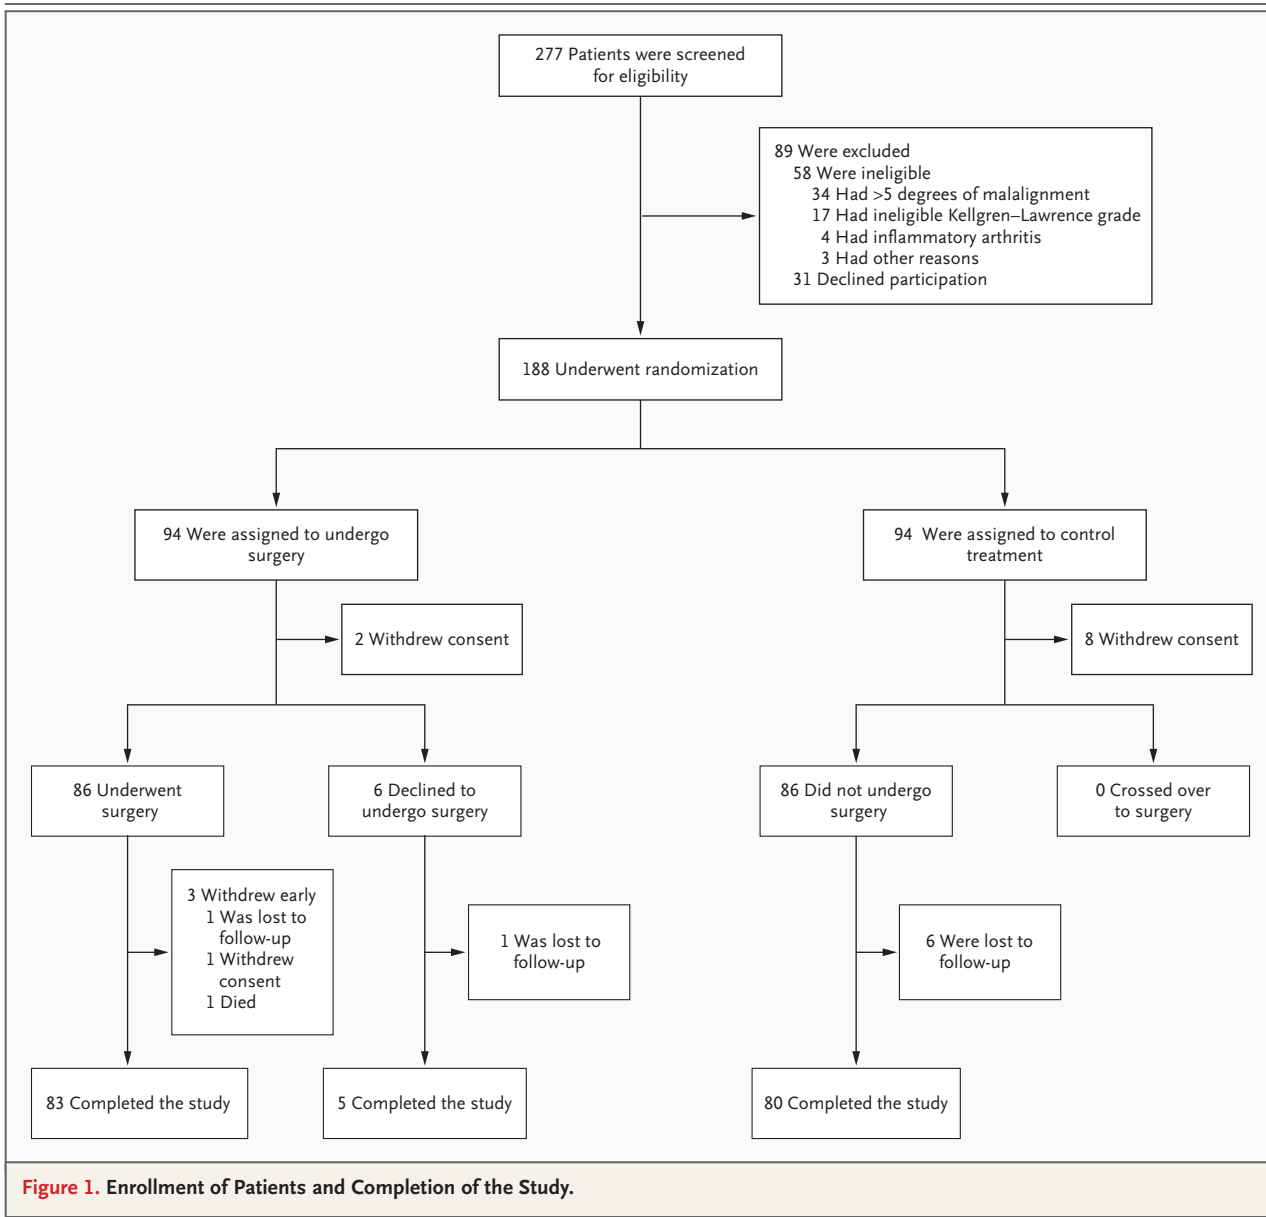 277 Patients were screened
for eligibility
89 Were excluded
58 Were ineligible
34 Had >5 degrees of malalignment
17 Had ineligible Kellgren–Lawrence grade
4 Had inflammatory arthritis
3 Had other reasons
31 Declined participation
188 Underwent randomization
94 Were assigned to undergo
surgery
94 Were assigned to control
treatment
2 Withdrew consent
8 Withdrew consent
86 Underwent
surgery
6 Declined to
undergo surgery
86 Did not undergo
surgery
0 Crossed over
to surgery
3 Withdrew early
1 Was lost to
follow-up
1 Withdrew
consent
1 Died
1 Was lost to
follow-up
6 Were lost to
follow-up
83 Completed the study
5 Completed the study
80 Completed the study
Figure 1. Enrollment of Patients and Completion of the Study.